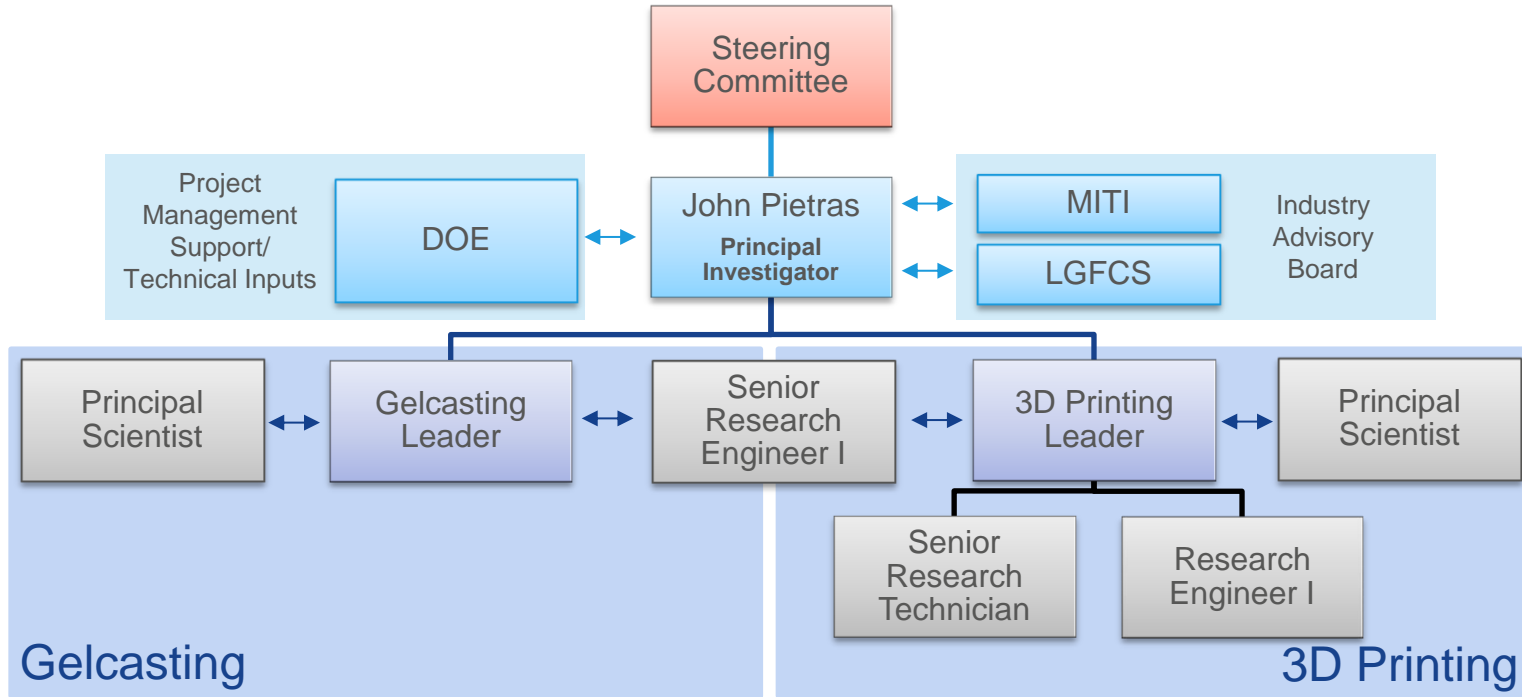 Steering
Committee
Project
Management
Support/
Technical Inputs
DOE
John Pietras
Principal
Investigator
MITI
LGFCS
Industry
Advisory
Board
Principal
Scientist
Gelcasting
Leader
Senior
Research
Engineer I
3D Printing
Leader
Principal
Scientist
Senior
Research
Technician
Research
Engineer I
Gelcasting
3D Printing